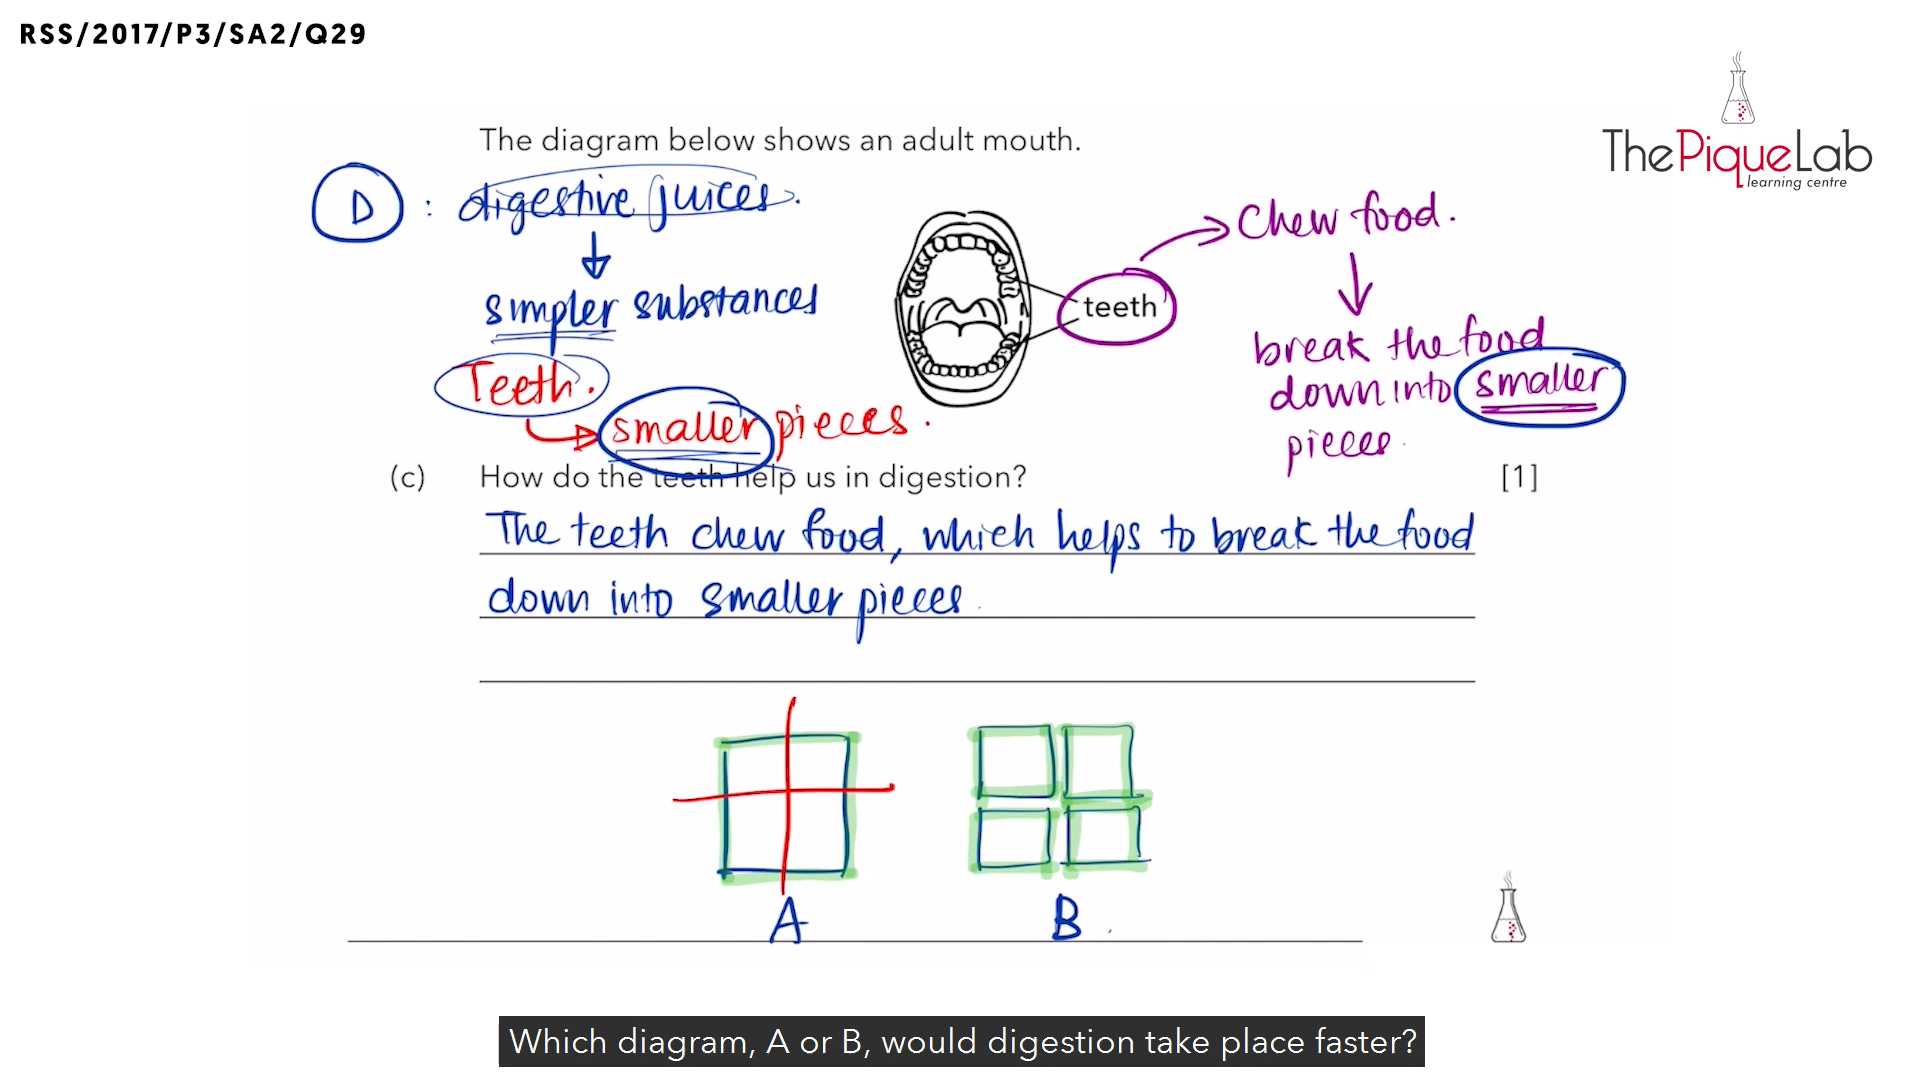 RSS/2017/P3/SA2/Q29
ThePiqueLab
learning centre
The diagram below shows an adult mouth.
D : digestive juices.
simpler substances
Teeth.
smaller pieces.
teeth
Chew food.
break the food
down into smaller
pieces.
(c) How do the teeth help us in digestion? [1]
The teeth chew food, which helps to break the food
down into smaller pieces.
A B
Which diagram, A or B, would digestion take place faster?